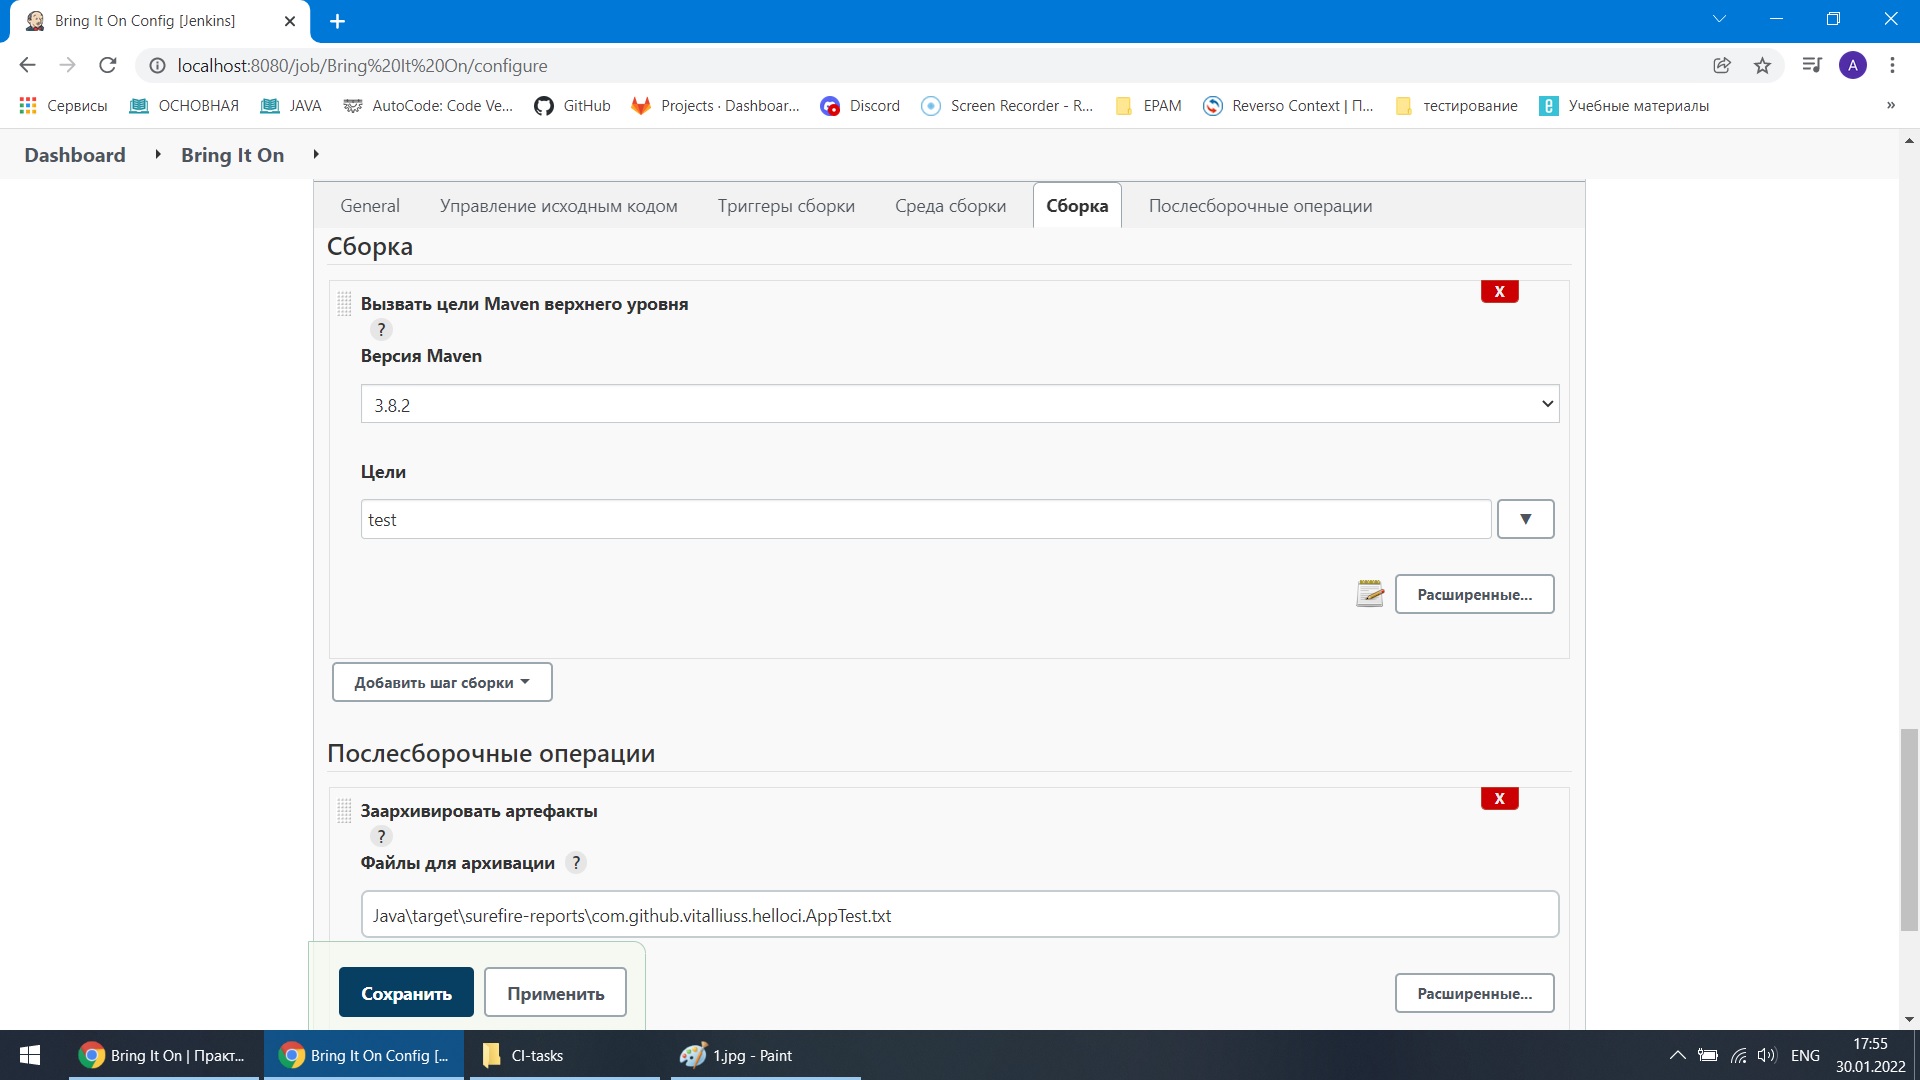 Bring It On Config [Jenkins]
localhost:8080/job/Bring%20It%20On/configure
A
Сервисы ОСНОВНАЯ JAVA AutoCode: Code Ve... GitHub Projects · Dashboar... Discord Screen Recorder - R... EPAM Reverso Context | П... тестирование Учебные материалы »
Dashboard Bring It On
General Управление исходным кодом Триггеры сборки Среда сборки Сборка Послесборочные операции
Сборка
Вызвать цели Maven верхнего уровня
X
?
Версия Maven
3.8.2
Цели
test
Расширенные...
Добавить шаг сборки
Послесборочные операции
Заархивировать артефакты
X
?
Файлы для архивации ?
Java\target\surefire-reports\com.github.vitalliuss.helloci.AppTest.txt
Сохранить Применить
Расширенные...
Bring It On | Практ... Bring It On Config [... CI-tasks 1.jpg - Paint
ENG
17:55
30.01.2022